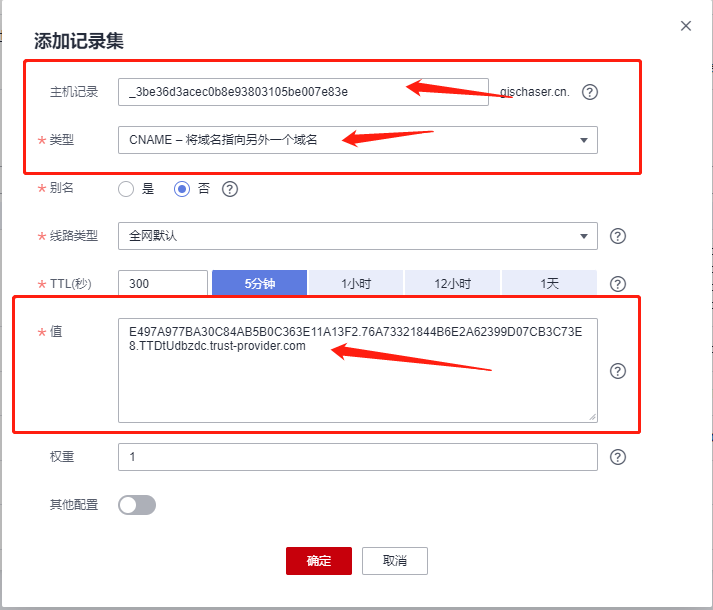 添加记录集
主机记录 _3be36d3acec0b8e93803105be007e83e gischaser.cn. ?
* 类型 CNAME – 将域名指向另外一个域名
* 别名 是 否 ?
* 线路类型 全网默认 ?
* TTL(秒) 300 5分钟 1小时 12小时 1天 ?
* 值 E497A977BA30C84AB5B0C363E11A13F2.76A73321844B6E2A62399D07CB3C73E
8.TTDtUdbzdc.trust-provider.com ?
权重 1 ?
其他配置
确定 取消